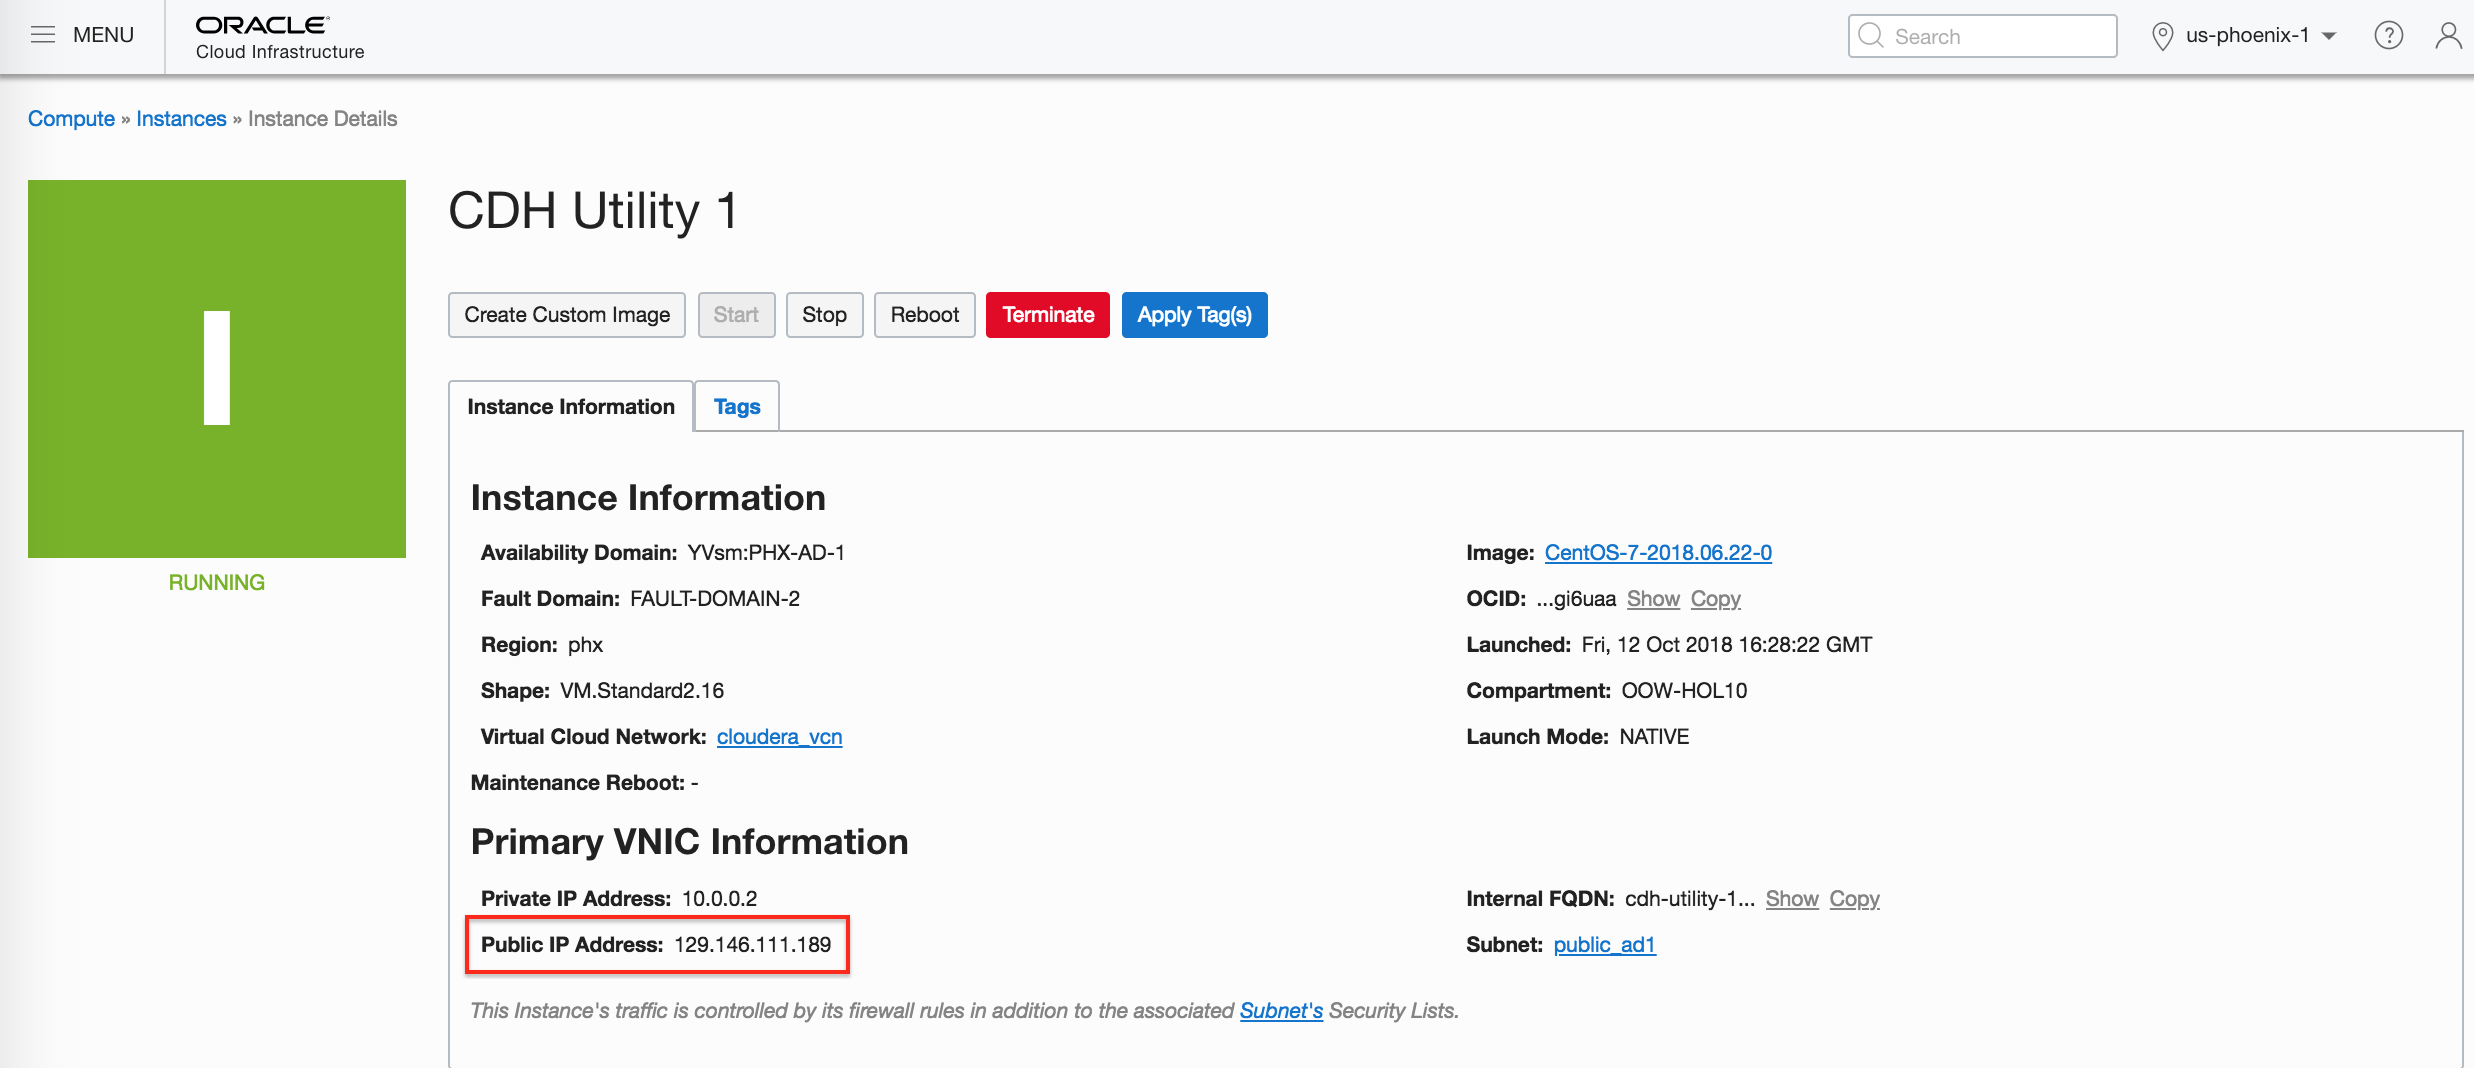 MENU
ORACLE
Cloud Infrastructure
Search
us-phoenix-1
?
Compute » Instances » Instance Details
I
RUNNING
CDH Utility 1
Create Custom Image Start Stop Reboot Terminate Apply Tag(s)
Instance Information Tags
Instance Information
Availability Domain: YVsm:PHX-AD-1
Fault Domain: FAULT-DOMAIN-2
Region: phx
Shape: VM.Standard2.16
Virtual Cloud Network: cloudera_vcn
Maintenance Reboot: -
Image: CentOS-7-2018.06.22-0
OCID: ...gi6uaa Show Copy
Launched: Fri, 12 Oct 2018 16:28:22 GMT
Compartment: OOW-HOL10
Launch Mode: NATIVE
Primary VNIC Information
Private IP Address: 10.0.0.2
Public IP Address: 129.146.111.189
Internal FQDN: cdh-utility-1... Show Copy
Subnet: public_ad1
This Instance's traffic is controlled by its firewall rules in addition to the associated Subnet's Security Lists.